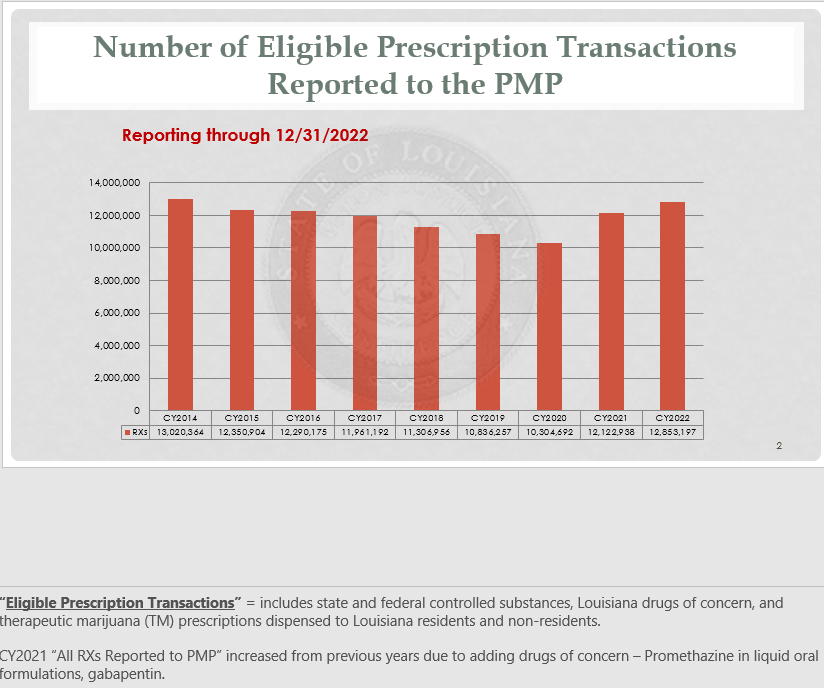 Number of Eligible Prescription Transactions
Reported to the PMP
Reporting through 12/31/2022
STATE OF LOUISIANA
14,000,000
12,000,000
10,000,000
8,000,000
6,000,000
4,000,000
2,000,000
0
CY2014 CY2015 CY2016 CY2017 CY2018 CY2019 CY2020 CY2021 CY2022
RXs 13,020,364 12,350,904 12,290,175 11,961,192 11,306,956 10,836,257 10,304,692 12,122,938 12,853,197
2
“Eligible Prescription Transactions” = includes state and federal controlled substances, Louisiana drugs of concern, and
therapeutic marijuana (TM) prescriptions dispensed to Louisiana residents and non-residents.
CY2021 “All RXs Reported to PMP” increased from previous years due to adding drugs of concern – Promethazine in liquid oral
formulations, gabapentin.